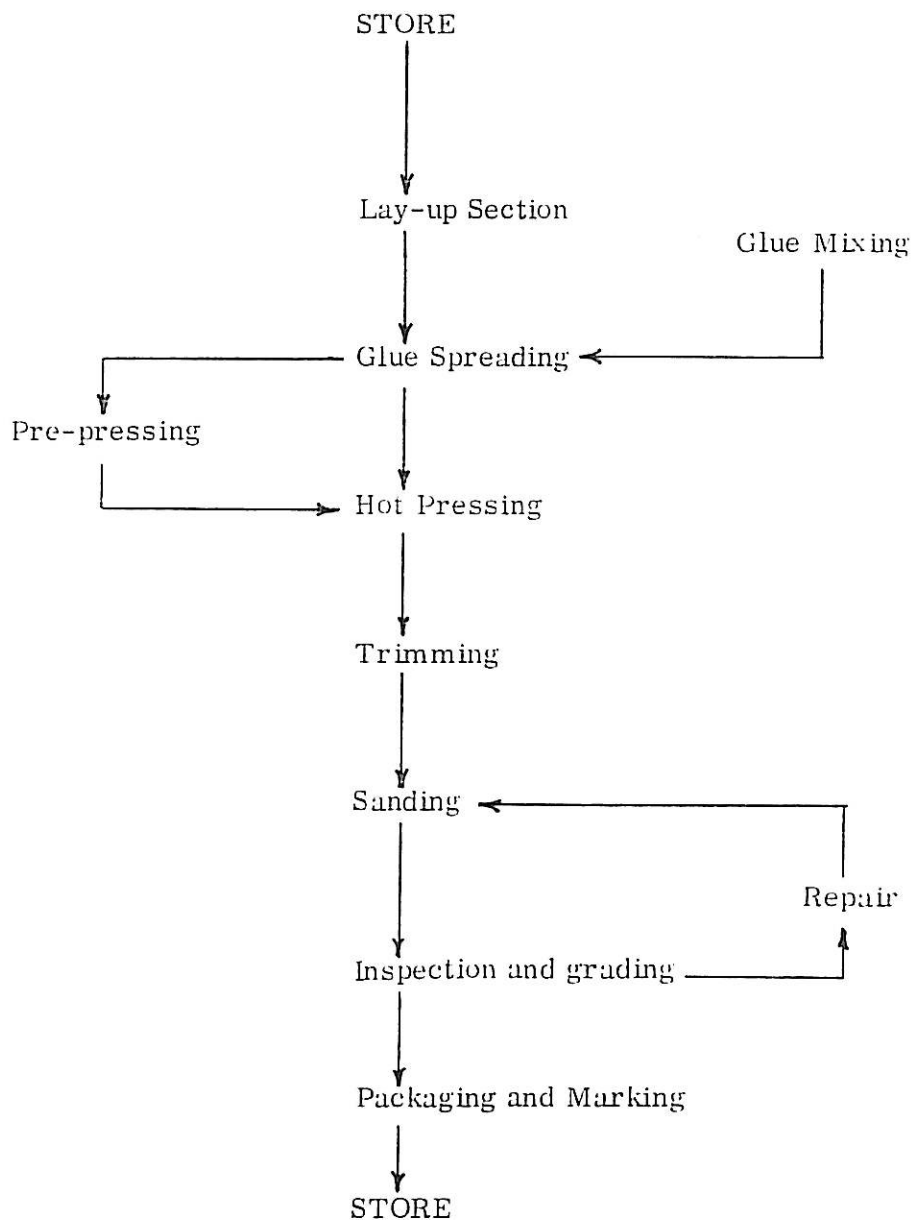 STORE
Lay-up Section
Glue Mixing
Glue Spreading
Pre-pressing
Hot Pressing
Trimming
Sanding
Repair
Inspection and grading
Packaging and Marking
STORE